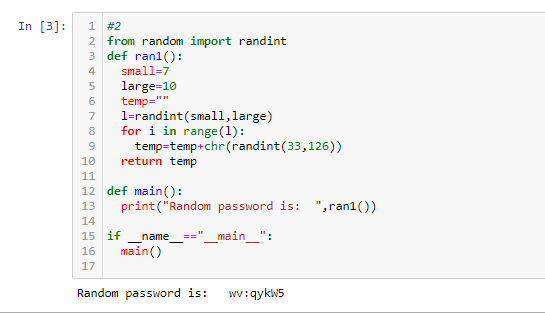 In [3]:
1 #2
2 from random import randint
3 def ran1():
4   small=7
5   large=10
6   temp=""
7   l=randint(small,large)
8   for i in range(l):
9     temp=temp+chr(randint(33,126))
10   return temp
11
12 def main():
13   print("Random password is:  ",ran1())
14
15 if __name__=="__main__":
16   main()
17
Random password is:   wv:qykW5